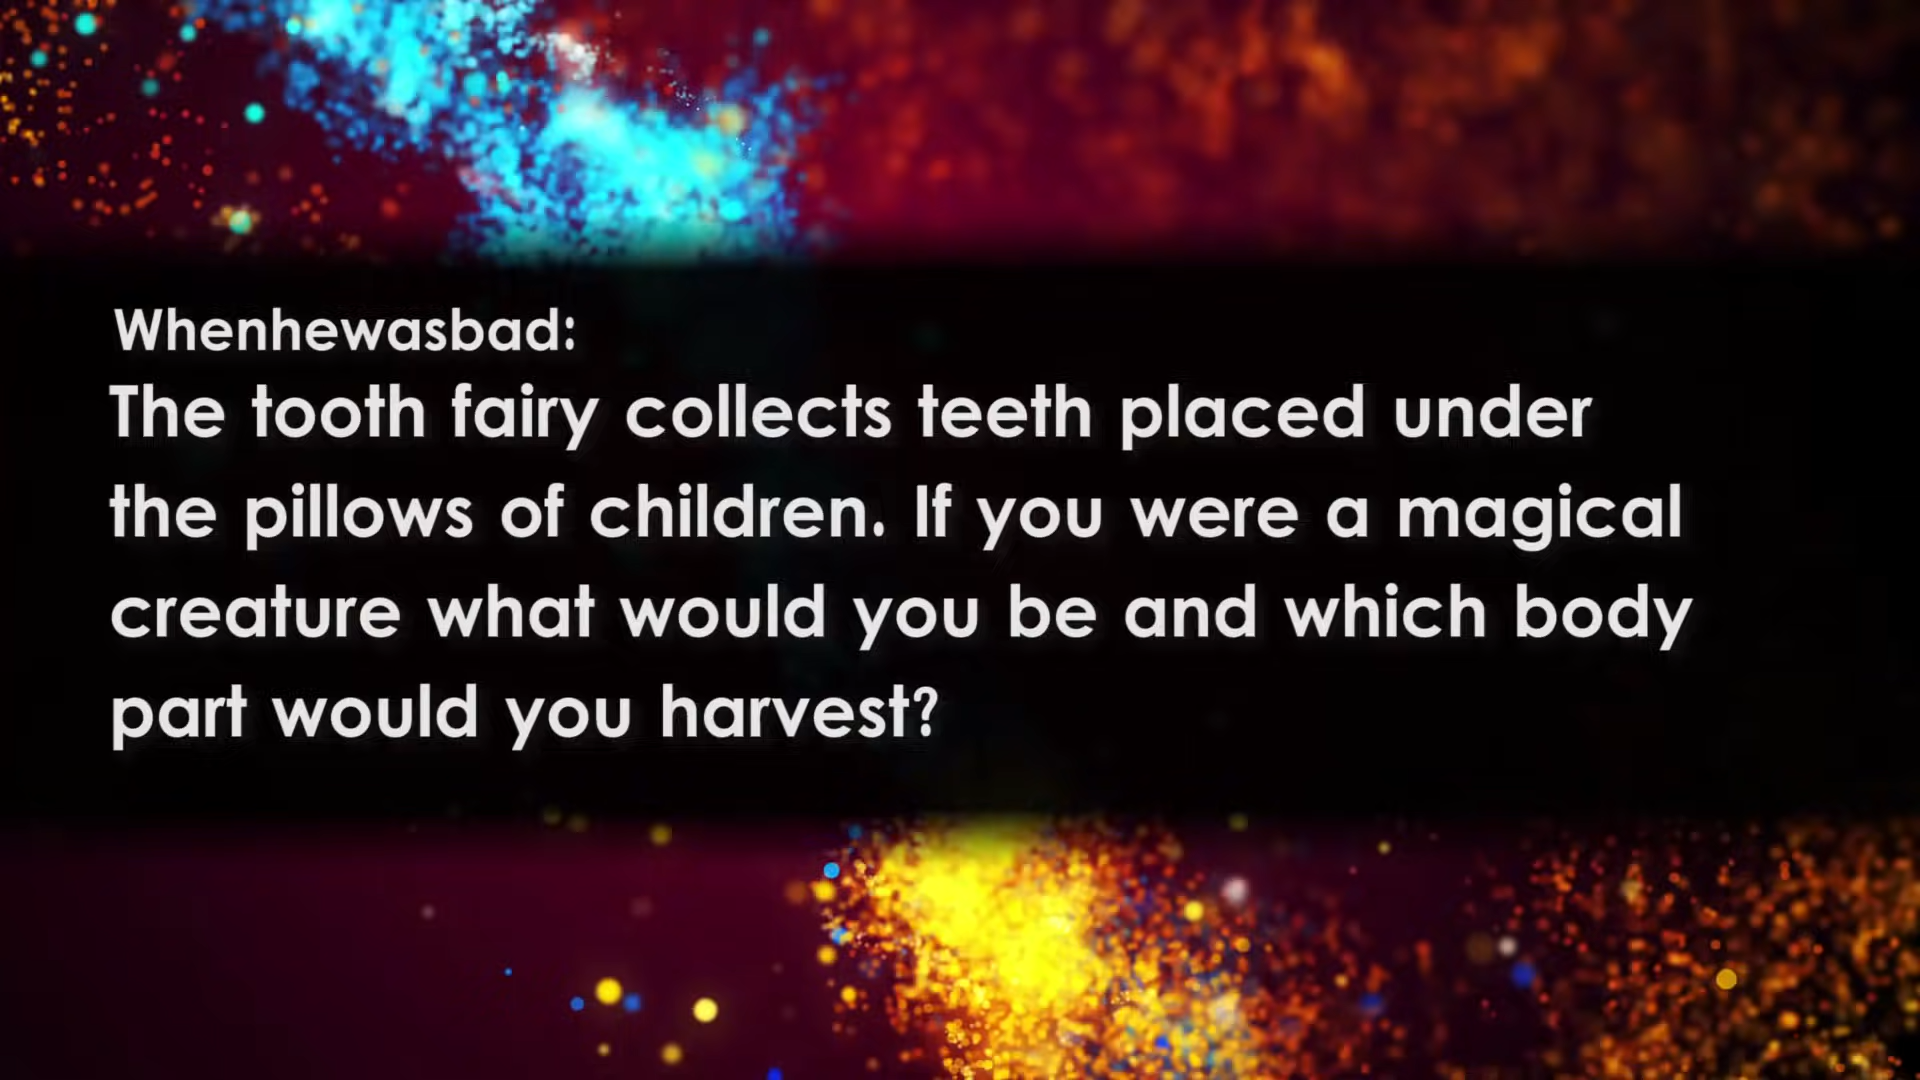 Whenhewasbad:
The tooth fairy collects teeth placed under
the pillows of children. If you were a magical
creature what would you be and which body
part would you harvest?